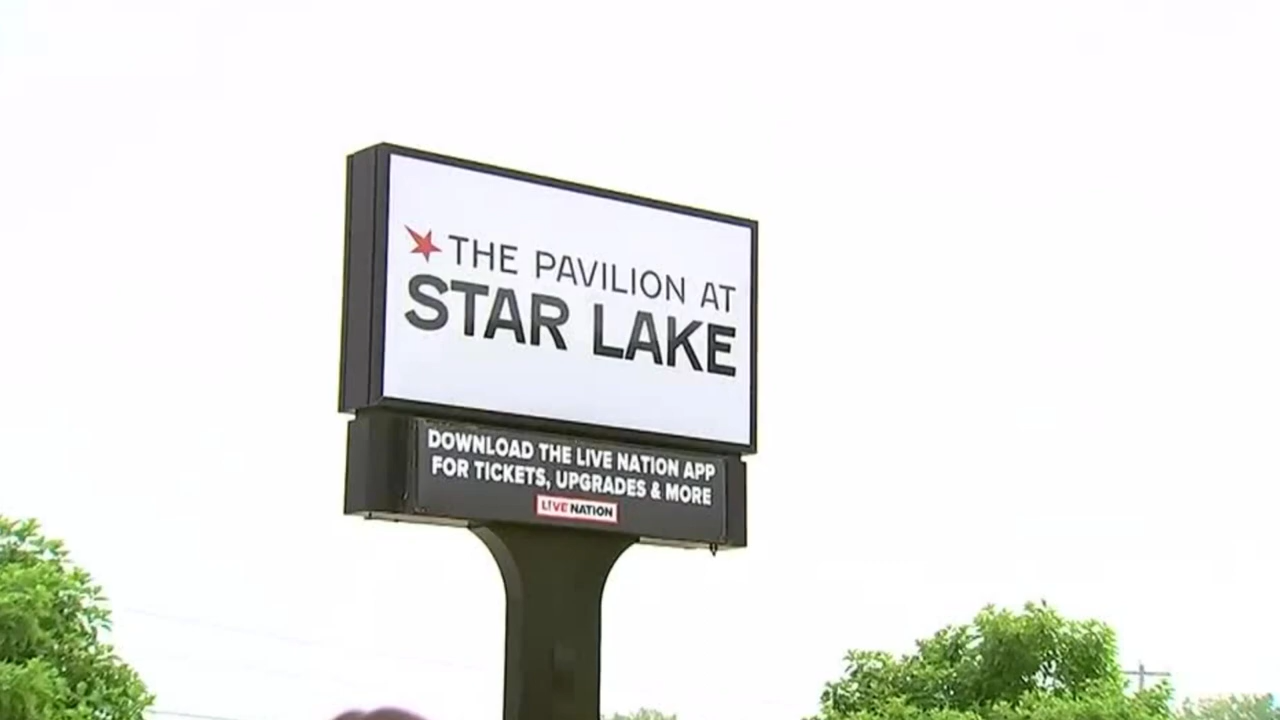 THE PAVILION AT
STAR LAKE
DOWNLOAD THE LIVE NATION APP
FOR TICKETS, UPGRADES & MORE
LIVE NATION